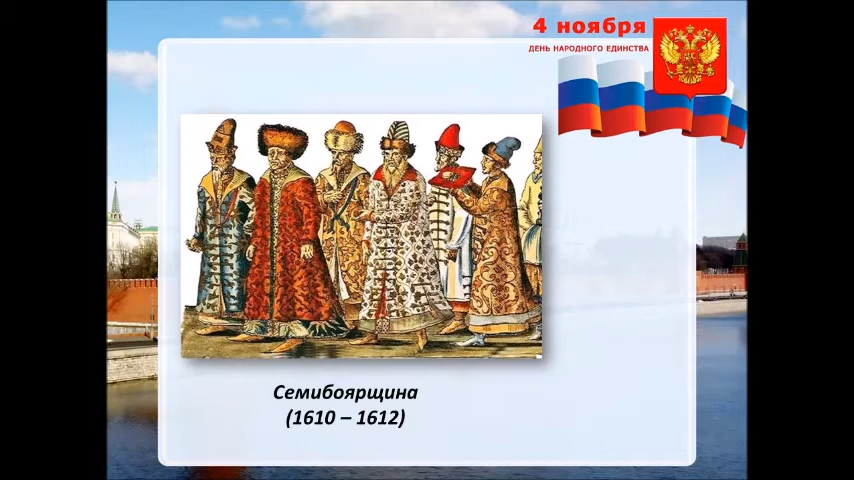 4 ноября
ДЕНЬ НАРОДНОГО ЕДИНСТВА
Семибоярщина
(1610 – 1612)